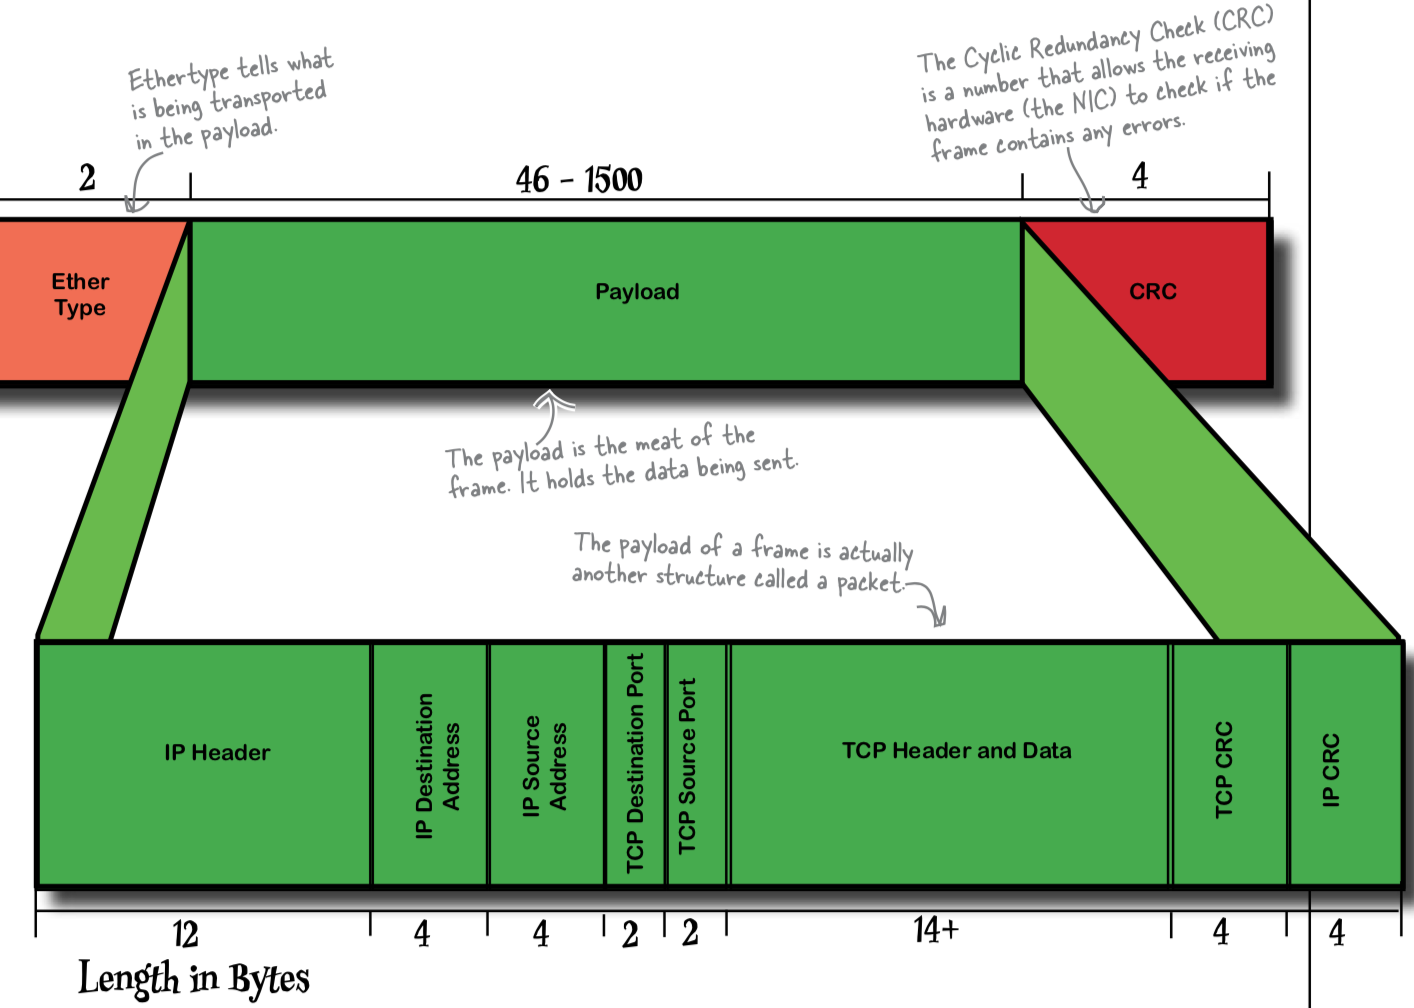 Ethertype tells what
is being transported
in the payload.
The Cyclic Redundancy Check (CRC)
is a number that allows the receiving
hardware (the NIC) to check if the
frame contains any errors.
2
46 - 1500
4
Ether
Type
Payload
CRC
The payload is the meat of the
frame. It holds the data being sent.
The payload of a frame is actually
another structure called a packet.
IP Header
IP Destination
Address
IP Source
Address
TCP Destination Port
TCP Source Port
TCP Header and Data
TCP CRC
IP CRC
12
4
4
2
2
14+
4
4
Length in Bytes